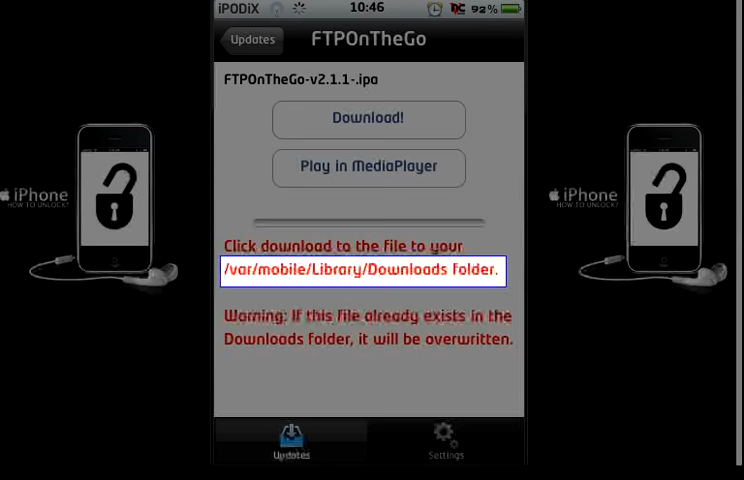 iPODiX 10:46 92%
Updates FTPOnTheGo
FTPOnTheGo-v2.1.1-.ipa
Download!
Play in MediaPlayer
Click download to the file to your
/var/mobile/Library/Downloads folder.
Warning: If this file already exists in the
Downloads folder, it will be overwritten.
Updates Settings
iPhone
HOW TO UNLOCK?
iPhone
HOW TO UNLOCK?